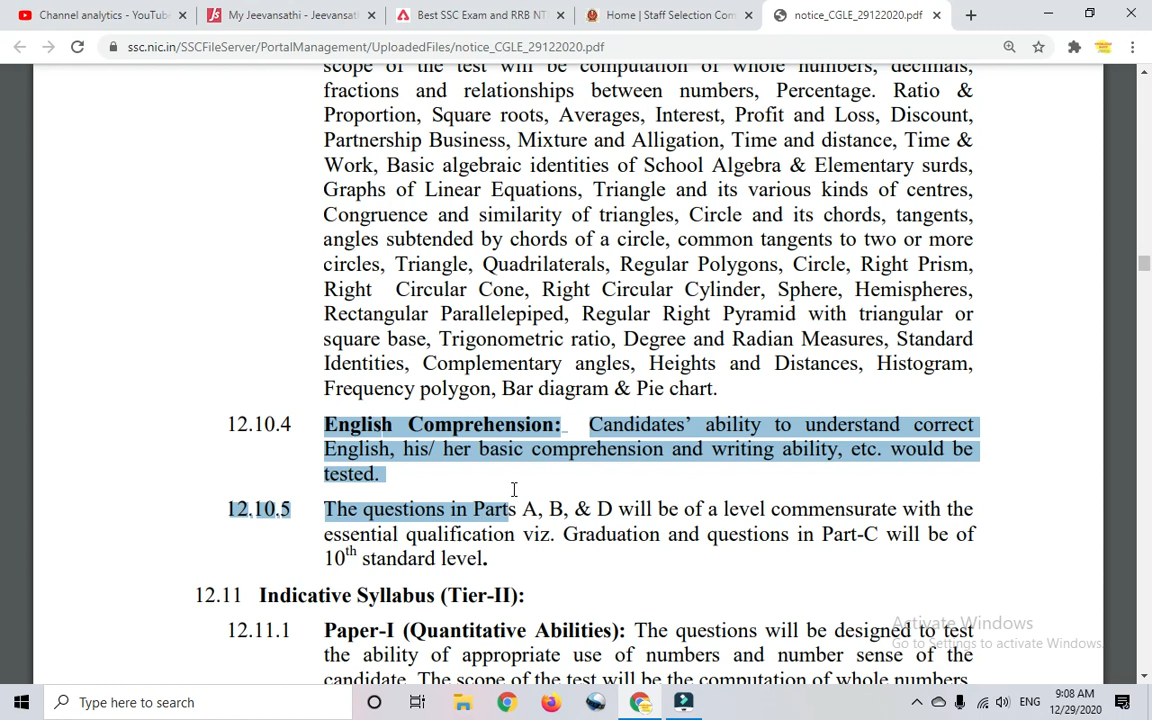 Channel analytics - YouTub
My Jeevansathi - Jeevansat
Best SSC Exam and RRB NT
Home | Staff Selection Com
notice_CGLE_29122020.pdf
ssc.nic.in/SSCFileServer/PortalManagement/UploadedFiles/notice_CGLE_29122020.pdf
scope of the test will be computation of whole numbers, decimals,
fractions and relationships between numbers, Percentage. Ratio &
Proportion, Square roots, Averages, Interest, Profit and Loss, Discount,
Partnership Business, Mixture and Alligation, Time and distance, Time &
Work, Basic algebraic identities of School Algebra & Elementary surds,
Graphs of Linear Equations, Triangle and its various kinds of centres,
Congruence and similarity of triangles, Circle and its chords, tangents,
angles subtended by chords of a circle, common tangents to two or more
circles, Triangle, Quadrilaterals, Regular Polygons, Circle, Right Prism,
Right Circular Cone, Right Circular Cylinder, Sphere, Hemispheres,
Rectangular Parallelepiped, Regular Right Pyramid with triangular or
square base, Trigonometric ratio, Degree and Radian Measures, Standard
Identities, Complementary angles, Heights and Distances, Histogram,
Frequency polygon, Bar diagram & Pie chart.
12.10.4 English Comprehension: Candidates' ability to understand correct
English, his/ her basic comprehension and writing ability, etc. would be
tested.
12.10.5 The questions in Parts A, B, & D will be of a level commensurate with the
essential qualification viz. Graduation and questions in Part-C will be of
10th standard level.
12.11 Indicative Syllabus (Tier-II):
12.11.1 Paper-I (Quantitative Abilities): The questions will be designed to test
the ability of appropriate use of numbers and number sense of the
candidate. The scope of the test will be the computation of whole numbers,
Activate Windows
Go to Settings to activate Windows.
Type here to search
ENG
9:08 AM
12/29/2020